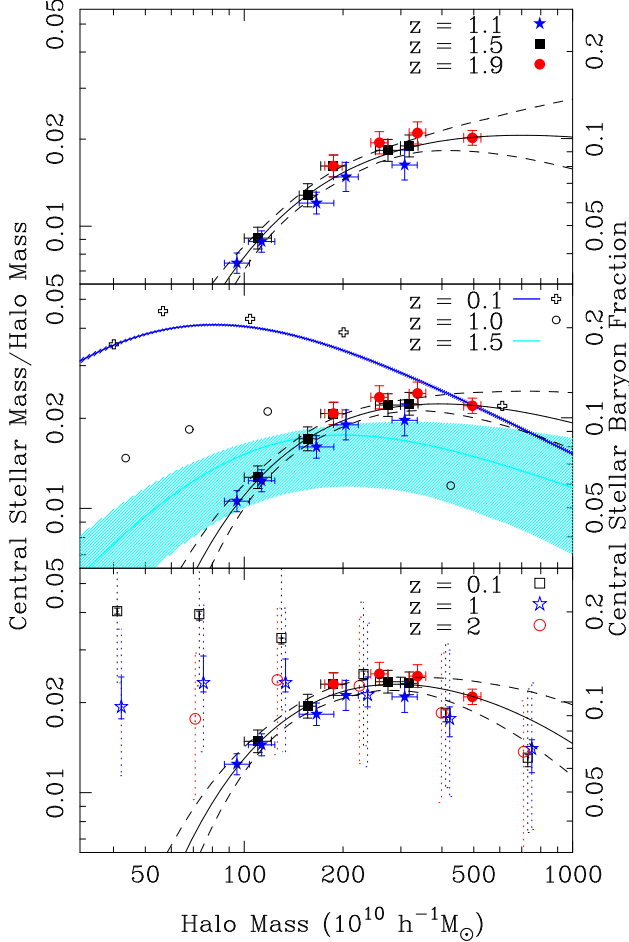 Central Stellar Mass/Halo Mass
Central Stellar Baryon Fraction
0.05
0.02
0.01
0.05
z = 1.1
z = 1.5
z = 1.9
0.2
0.1
0.05
0.02
0.01
z = 0.1
z = 1.0
z = 1.5
0.2
0.1
0.05
0.05
0.02
0.01
z = 0.1
z = 1
z = 2
0.2
0.1
0.05
50
100
200
500
1000
Halo Mass (10¹⁰ h⁻¹M⊙)